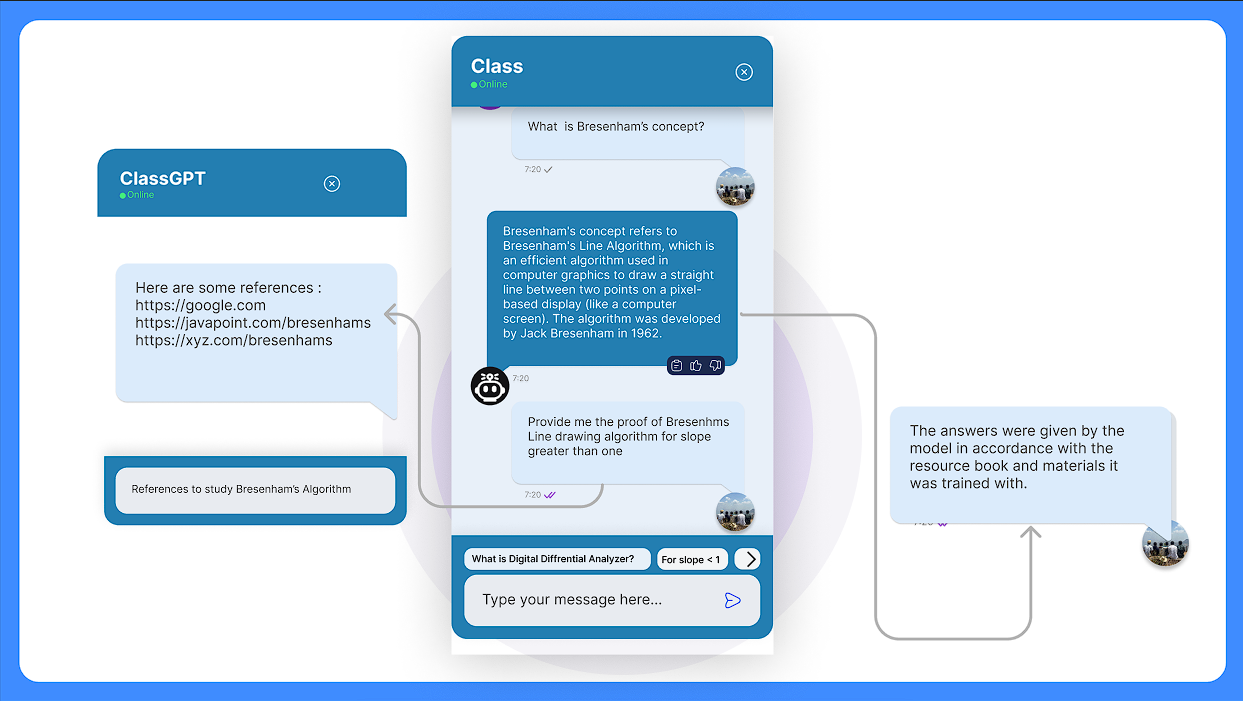 Class
Online
What is Bresenham's concept?
7:20
Bresenham's concept refers to
Bresenham's Line Algorithm, which is
an efficient algorithm used in
computer graphics to draw a straight
line between two points on a pixel-
based display (like a computer
screen). The algorithm was developed
by Jack Bresenham in 1962.
7:20
Provide me the proof of Bresenhms
Line drawing algorithm for slope
greater than one
7:20
What is Digital Diffrential Analyzer?
For slope < 1
Type your message here...
ClassGPT
Online
Here are some references :
https://google.com
https://javapoint.com/bresenhams
https://xyz.com/bresenhams
References to study Bresenham's Algorithm
The answers were given by the
model in accordance with the
resource book and materials it
was trained with.